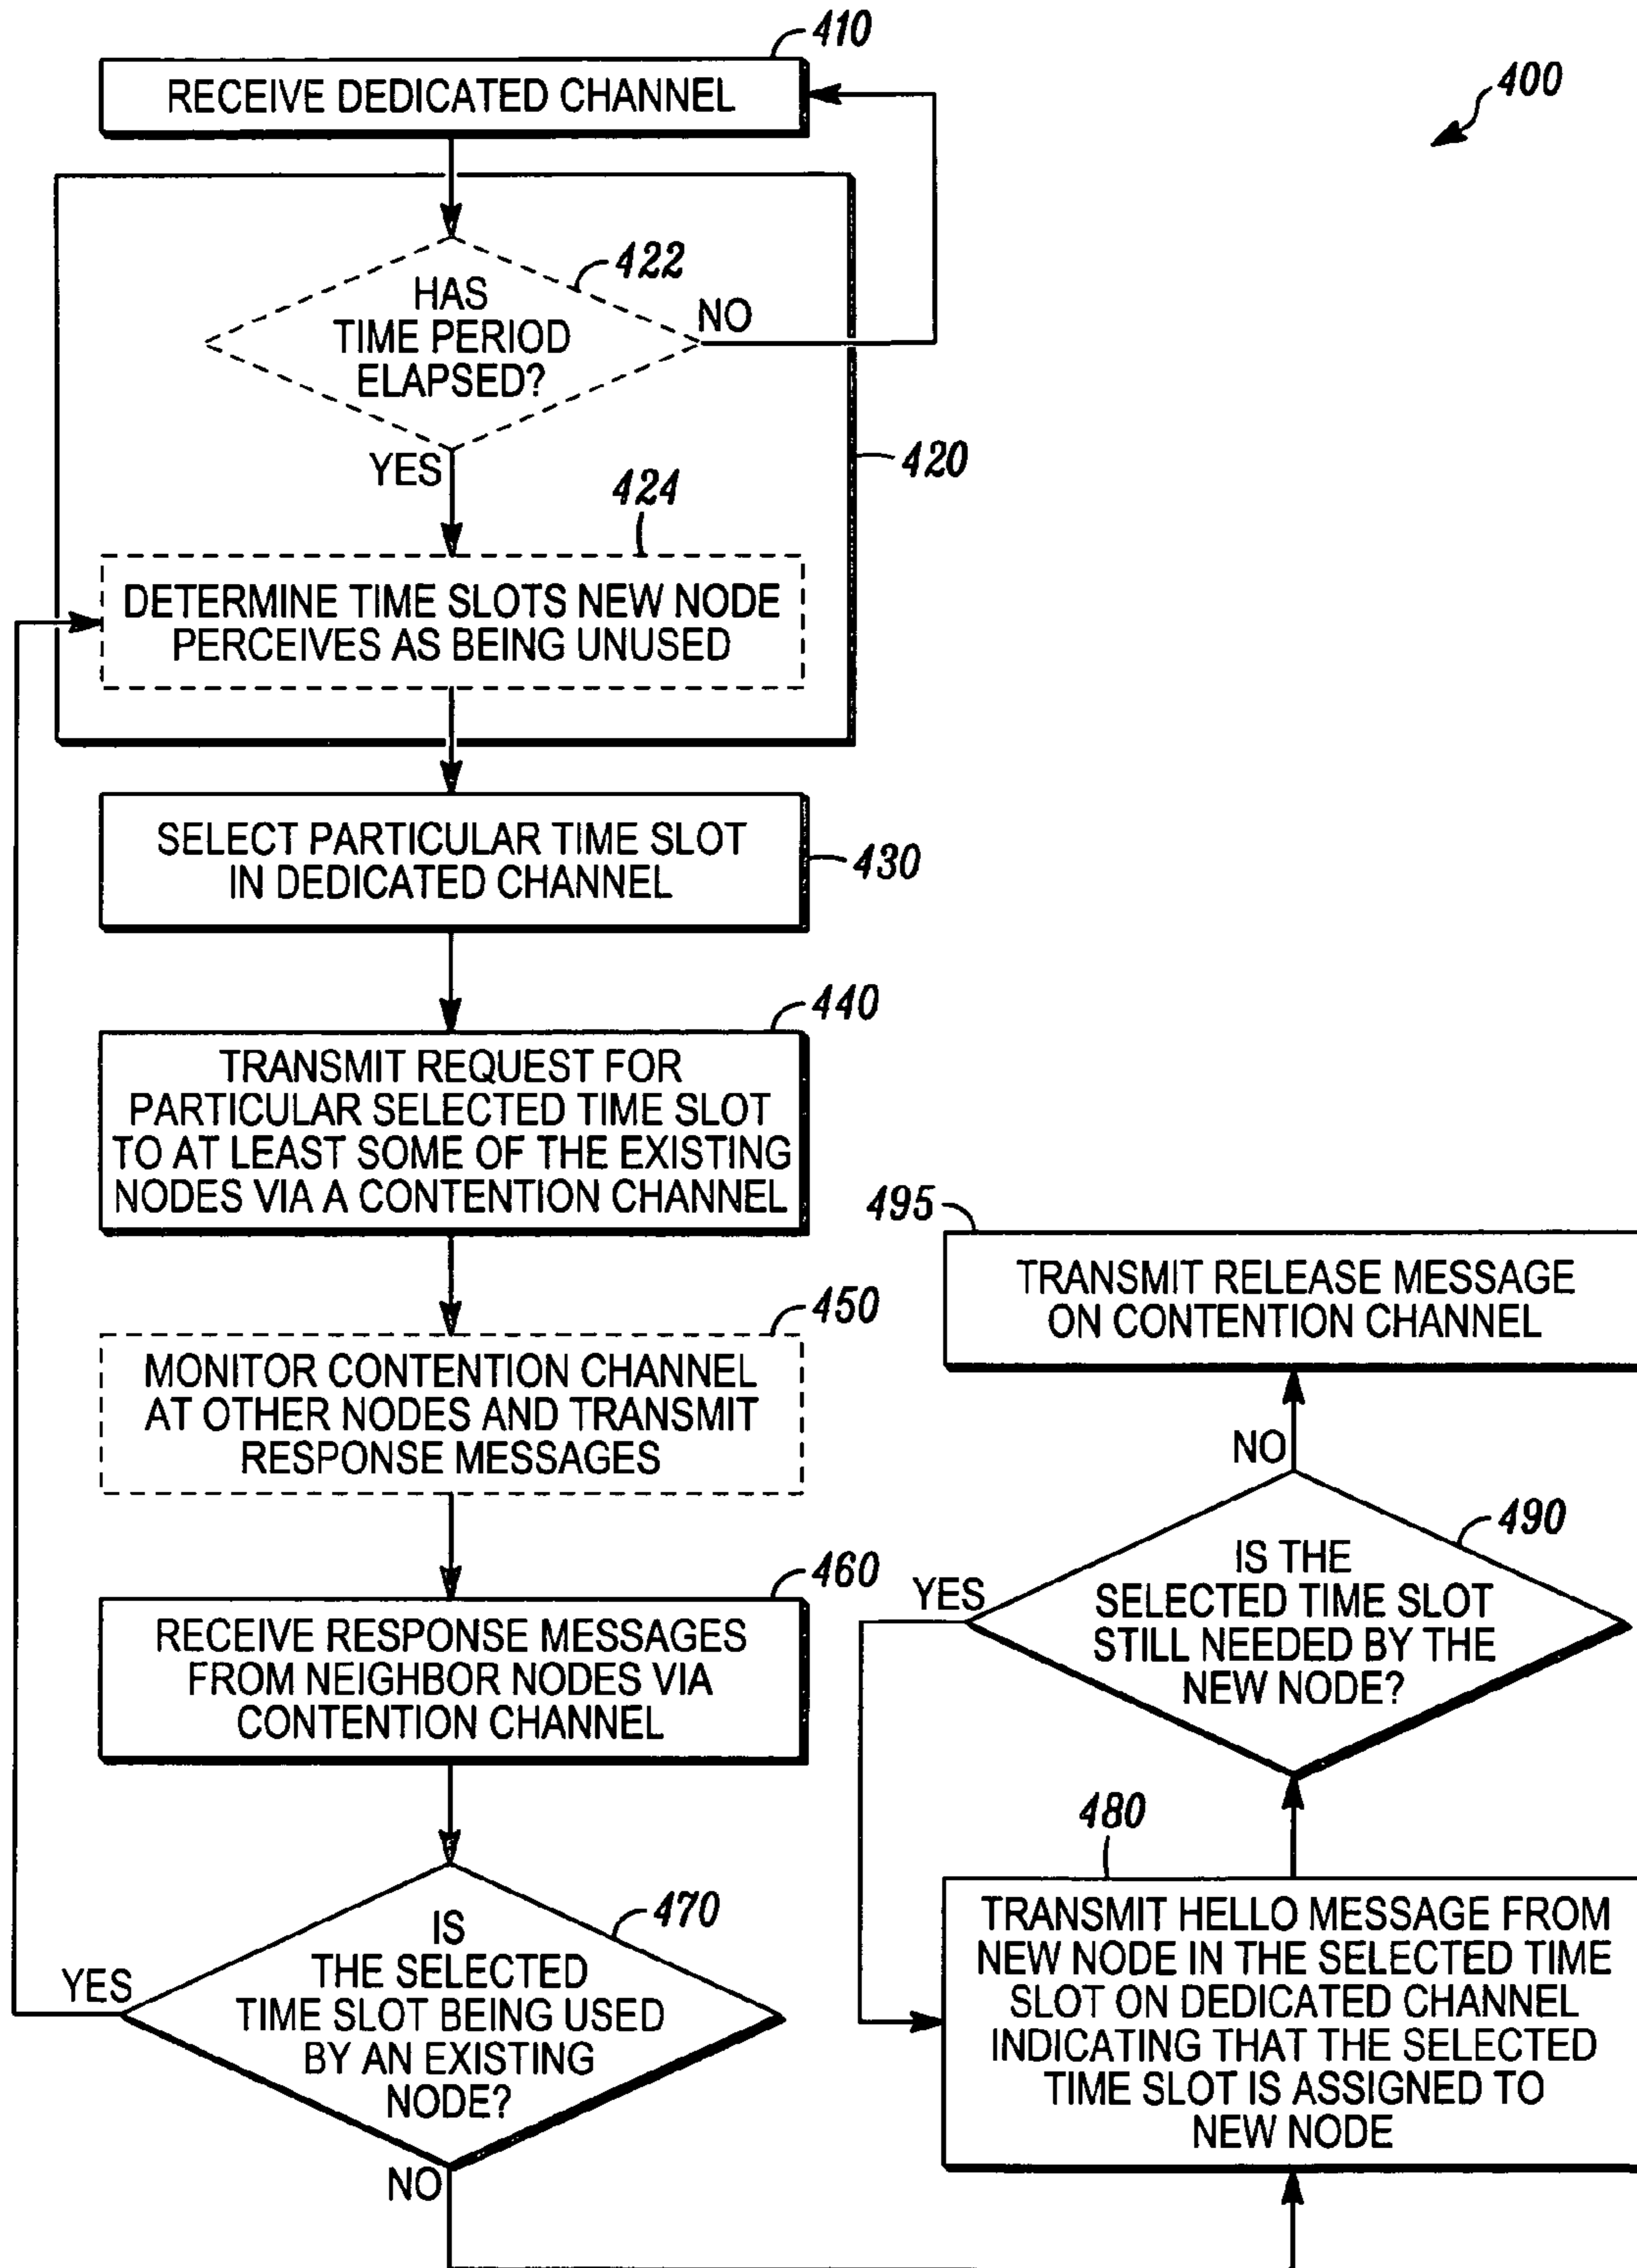 410
RECEIVE DEDICATED CHANNEL
400
422
HAS
TIME PERIOD
ELAPSED?
NO
YES
420
424
DETERMINE TIME SLOTS NEW NODE
PERCEIVES AS BEING UNUSED
SELECT PARTICULAR TIME SLOT
IN DEDICATED CHANNEL
430
440
TRANSMIT REQUEST FOR
PARTICULAR SELECTED TIME SLOT
TO AT LEAST SOME OF THE EXISTING
NODES VIA A CONTENTION CHANNEL
450
MONITOR CONTENTION CHANNEL
AT OTHER NODES AND TRANSMIT
RESPONSE MESSAGES
460
RECEIVE RESPONSE MESSAGES
FROM NEIGHBOR NODES VIA
CONTENTION CHANNEL
470
IS
THE SELECTED
TIME SLOT BEING USED
BY AN EXISTING
NODE?
YES
NO
495
TRANSMIT RELEASE MESSAGE
ON CONTENTION CHANNEL
NO
490
IS THE
SELECTED TIME SLOT
STILL NEEDED BY THE
NEW NODE?
YES
480
TRANSMIT HELLO MESSAGE FROM
NEW NODE IN THE SELECTED TIME
SLOT ON DEDICATED CHANNEL
INDICATING THAT THE SELECTED
TIME SLOT IS ASSIGNED TO
NEW NODE